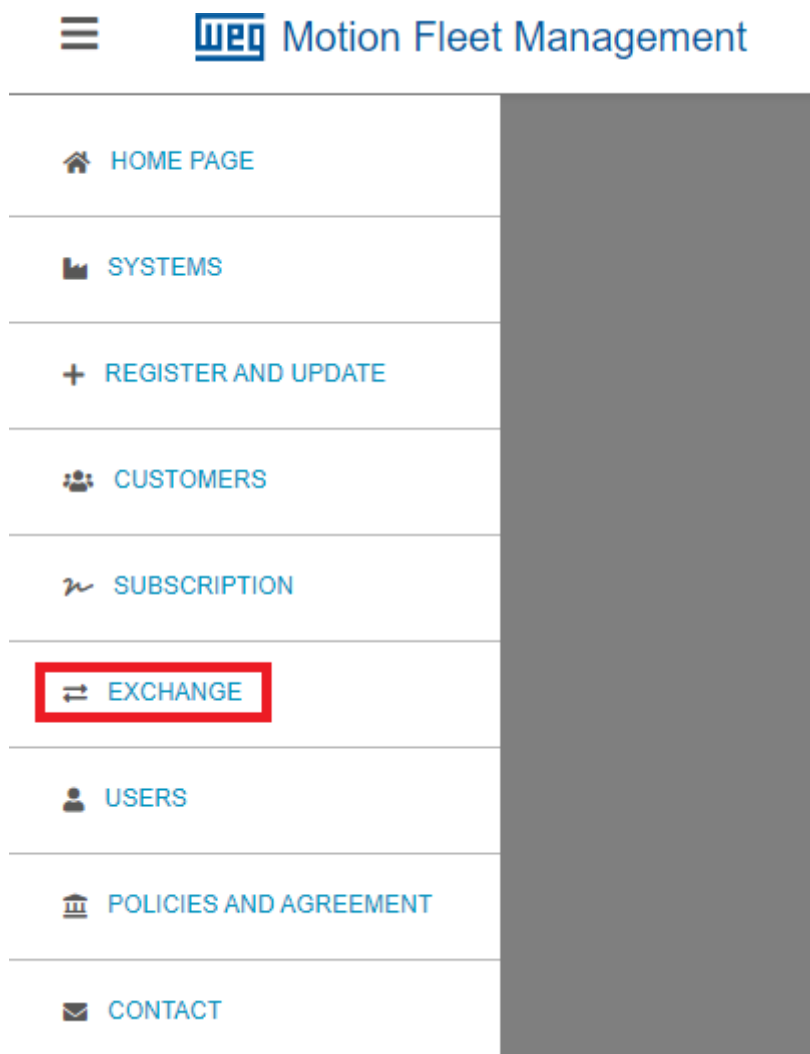 weg Motion Fleet Management
HOME PAGE
SYSTEMS
REGISTER AND UPDATE
CUSTOMERS
SUBSCRIPTION
EXCHANGE
USERS
POLICIES AND AGREEMENT
CONTACT